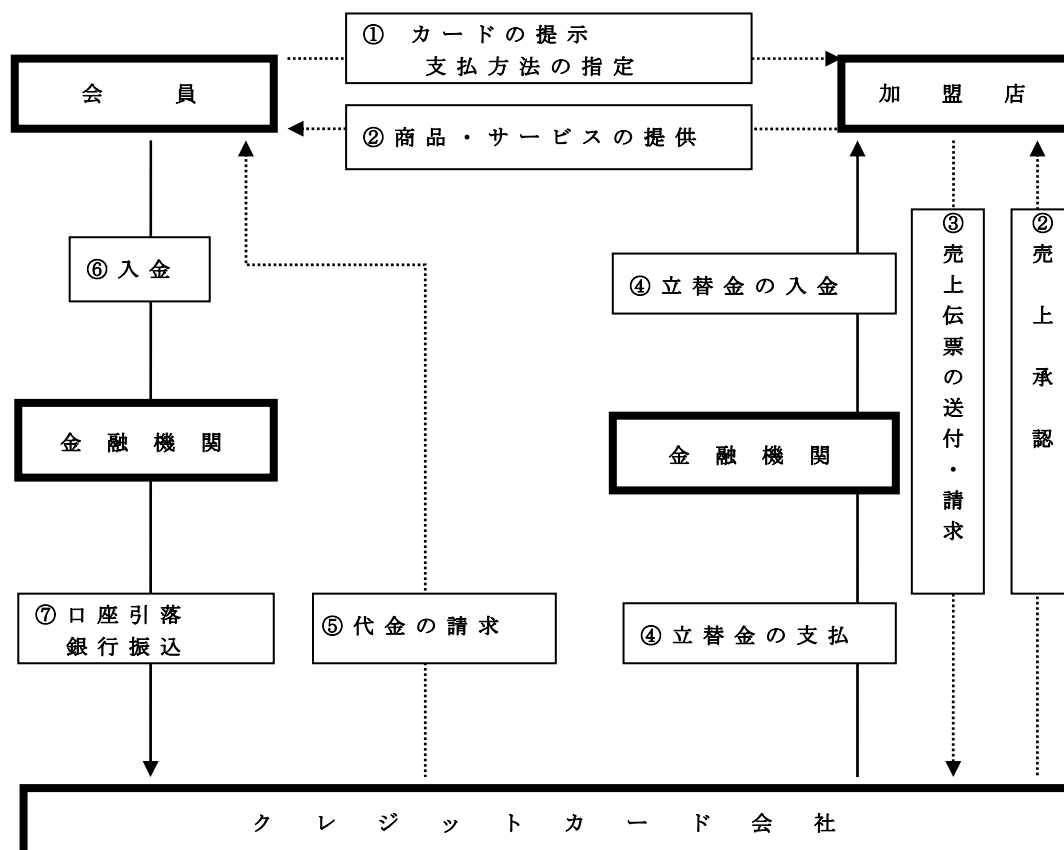 ① カードの提示
支払方法の指定
会員
加盟店
②商品・サービスの提供
⑥入金
④立替金の入金
③売上伝票の送付・請求
②売上承認
金融機関
金融機関
⑦口座引落
銀行振込
⑤代金の請求
④立替金の支払
クレジットカード会社